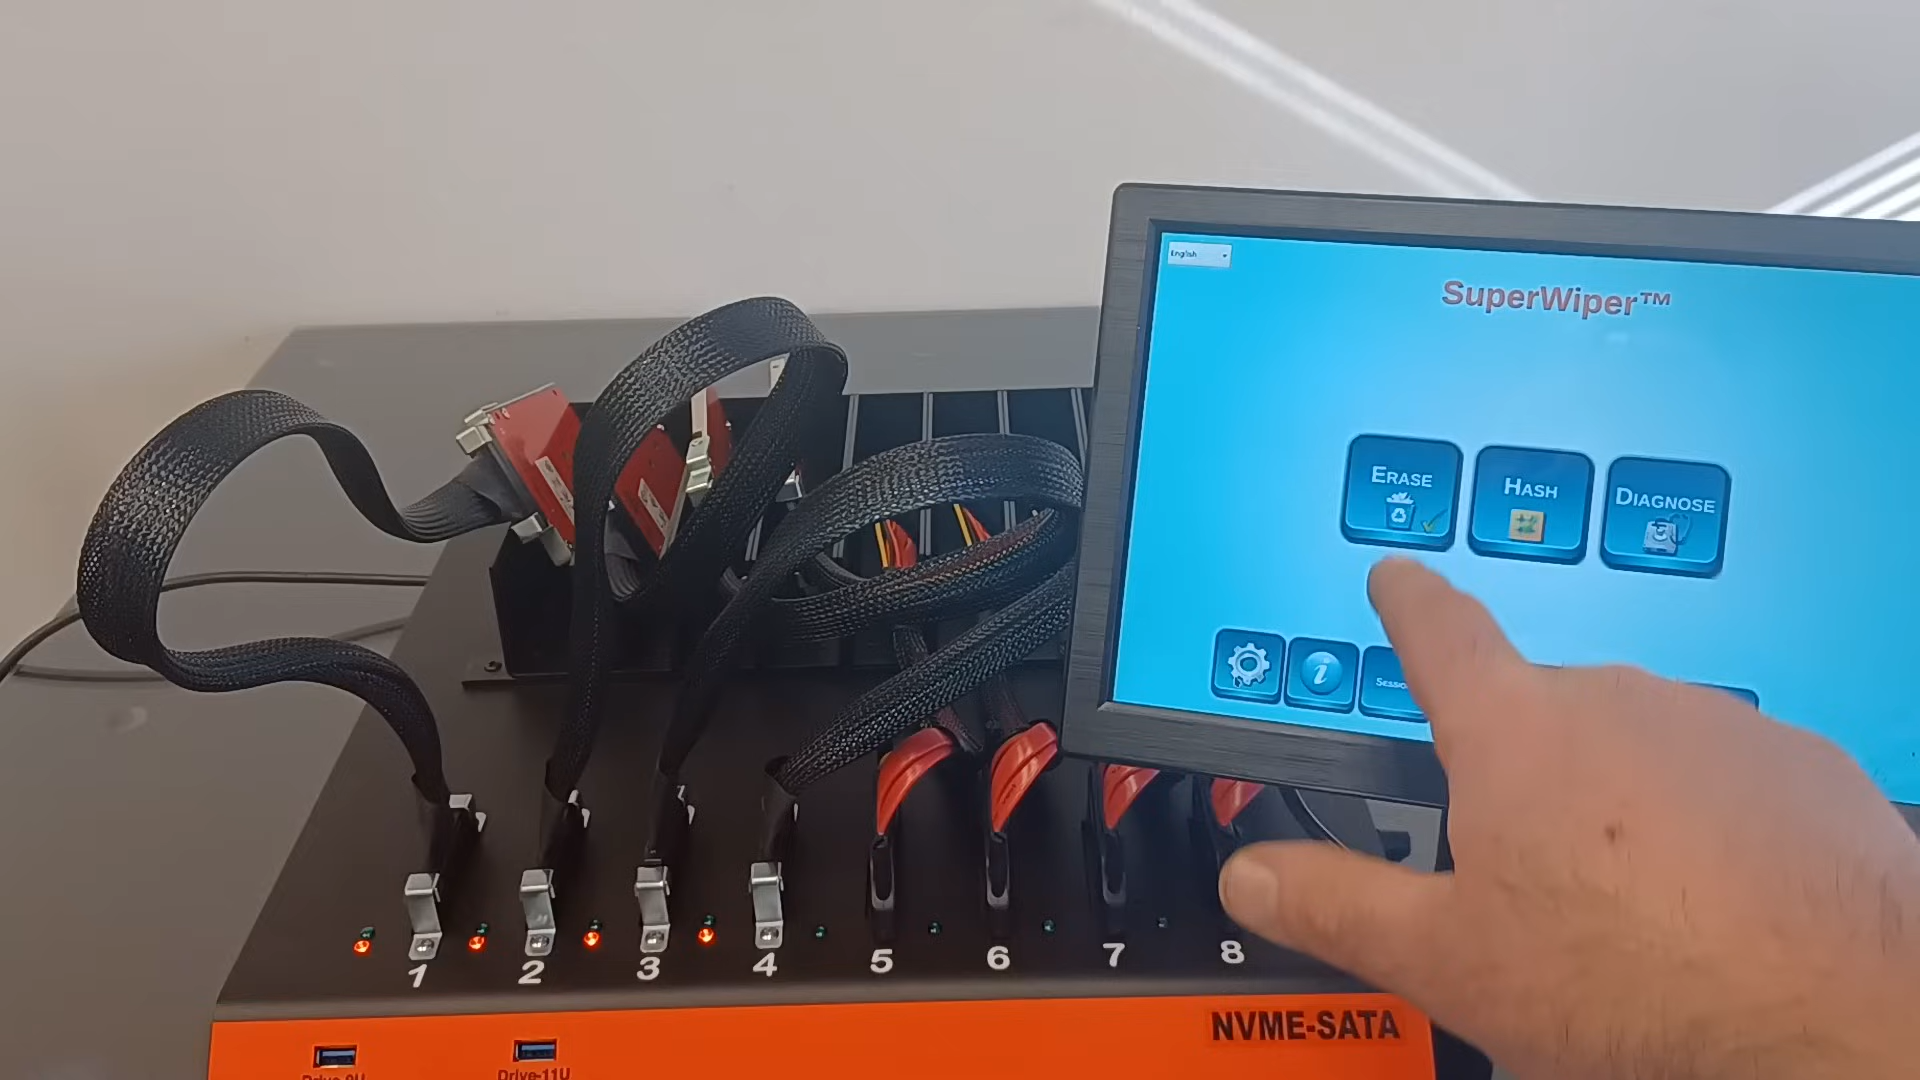 English
SuperWiper™
ERASE
HASH
DIAGNOSE
1
2
3
4
5
6
7
8
NVME-SATA
Drive-11U